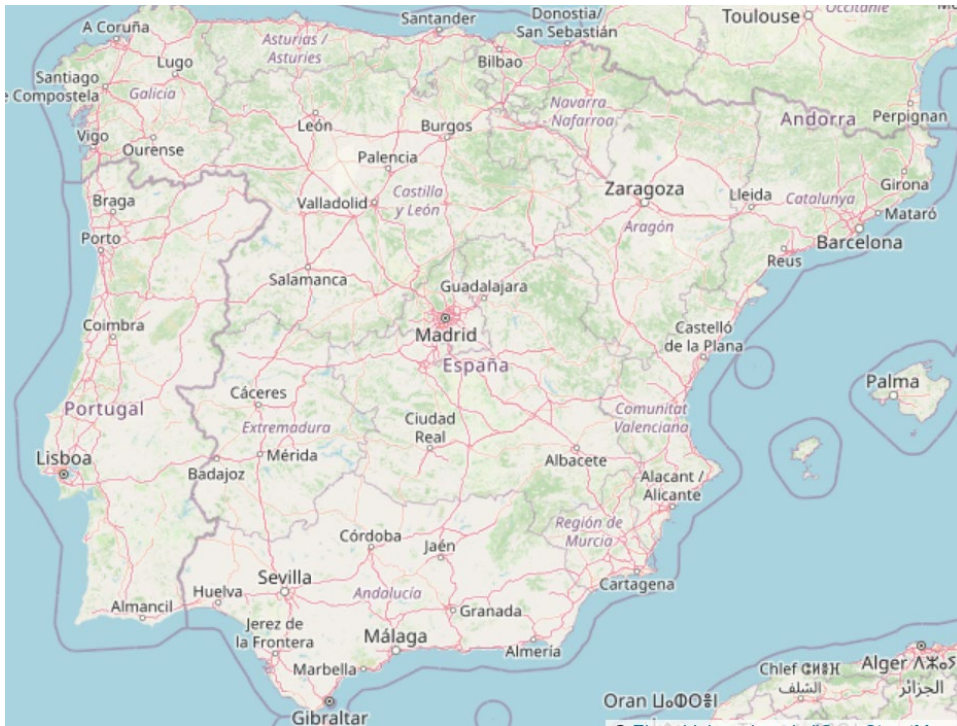 Toulouse
Occitanie
A Coruña
Santander
Donostia/
San Sebastián
Asturias /
Asturies
Lugo
Bilbao
Santiago
e Compostela
Galicia
Navarra -
Nafarroa
Andorra
Perpignan
Vigo
Ourense
León
Burgos
Palencia
Castilla
y León
Zaragoza
Lleida
Catalunya
Girona
Mataró
Braga
Valladolid
Aragón
Barcelona
Porto
Reus
Salamanca
Guadalajara
Madrid
España
Castelló
de la Plana
Coimbra
Palma
Portugal
Cáceres
Extremadura
Ciudad
Real
Comunitat
Valenciana
Lisboa
Badajoz
Mérida
Albacete
Alacant /
Alicante
Región de
Murcia
Córdoba
Jaén
Cartagena
Sevilla
Huelva
Andalucía
Almancil
Granada
Jerez de
la Frontera
Málaga
Almería
Marbella
Gibraltar
Chlef ⵛⵍⴻⴼ
الشلف
الجزائر